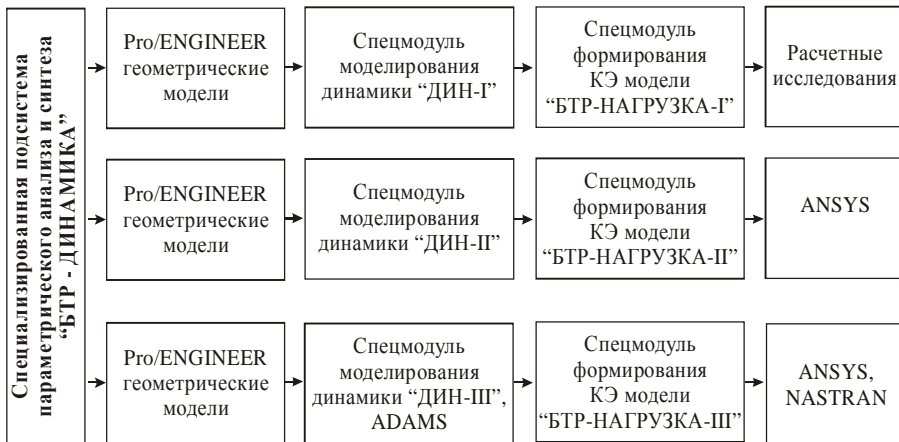 Специализированная подсистема
параметрического анализа и синтеза
“БТР - ДИНАМИКА”
Pro/ENGINEER
геометрические
модели
Спецмодуль
моделирования
динамики “ДИН-I”
Спецмодуль
формирования
КЭ модели
“БТР-НАГРУЗКА-I”
Расчетные
исследования
Pro/ENGINEER
геометрические
модели
Спецмодуль
моделирования
динамики “ДИН-II”
Спецмодуль
формирования
КЭ модели
“БТР-НАГРУЗКА-II”
ANSYS
Pro/ENGINEER
геометрические
модели
Спецмодуль
моделирования
динамики “ДИН-III”,
ADAMS
Спецмодуль
формирования
КЭ модели
“БТР-НАГРУЗКА-III”
ANSYS,
NASTRAN